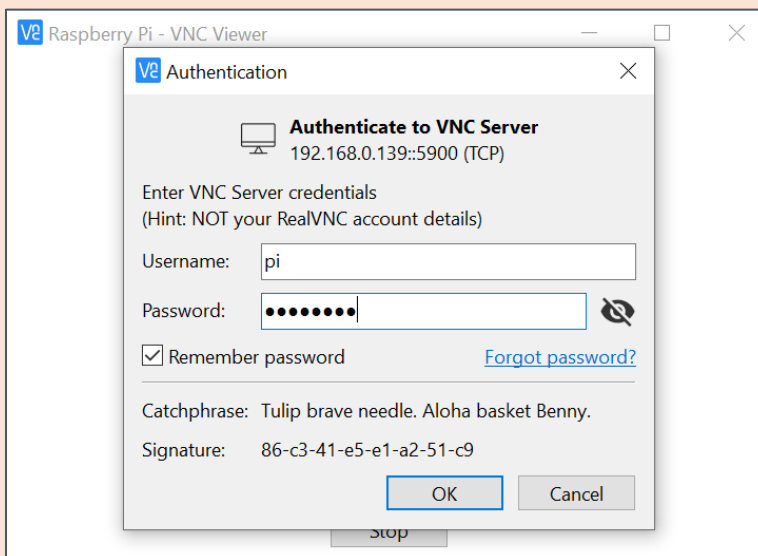 Raspberry Pi - VNC Viewer
Authentication
Authenticate to VNC Server
192.168.0.139::5900 (TCP)
Enter VNC Server credentials
(Hint: NOT your RealVNC account details)
Username: pi
Password: ●●●●●●●●
Remember password Forgot password?
Catchphrase: Tulip brave needle. Aloha basket Benny.
Signature: 86-c3-41-e5-e1-a2-51-c9
OK Cancel
Stop